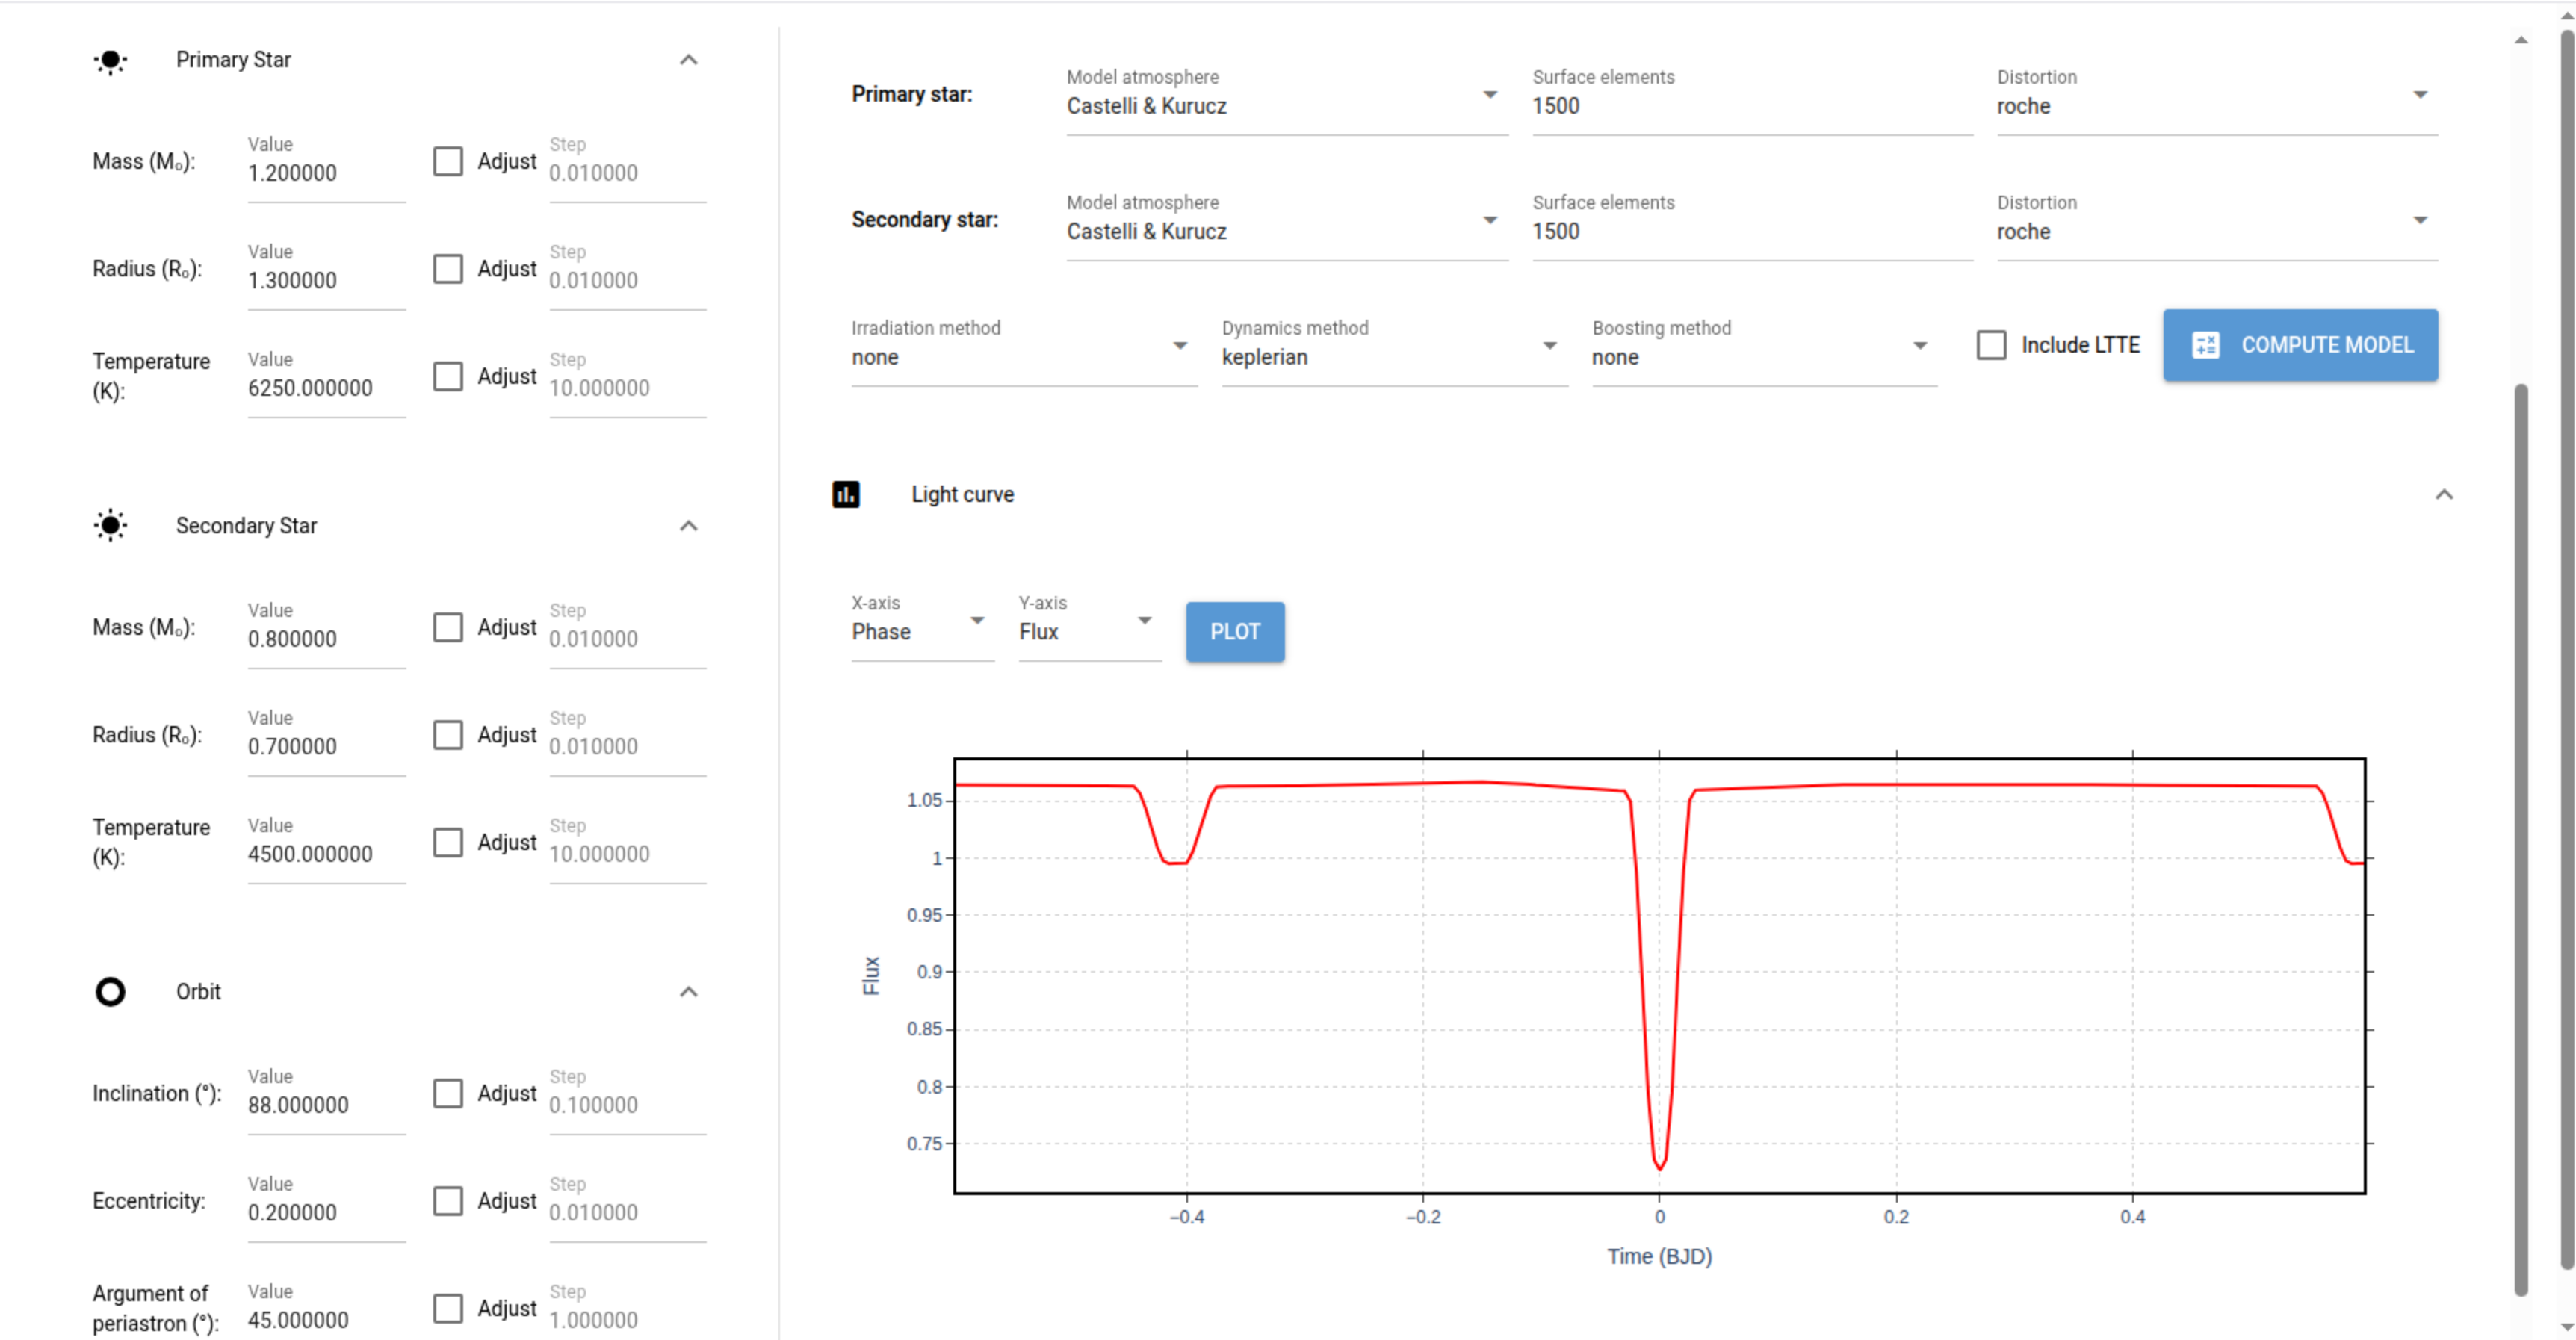 Primary Star
Mass (M₀): Value 1.200000 Adjust Step 0.010000
Radius (R₀): Value 1.300000 Adjust Step 0.010000
Temperature (K): Value 6250.000000 Adjust Step 10.000000
Secondary Star
Mass (M₀): Value 0.800000 Adjust Step 0.010000
Radius (R₀): Value 0.700000 Adjust Step 0.010000
Temperature (K): Value 4500.000000 Adjust Step 10.000000
Orbit
Inclination (°): Value 88.000000 Adjust Step 0.100000
Eccentricity: Value 0.200000 Adjust Step 0.010000
Argument of periastron (°): Value 45.000000 Adjust Step 1.000000
Primary star: Model atmosphere Castelli & Kurucz Surface elements 1500 Distortion roche
Secondary star: Model atmosphere Castelli & Kurucz Surface elements 1500 Distortion roche
Irradiation method none Dynamics method keplerian Boosting method none Include LTTE COMPUTE MODEL
Light curve
X-axis Phase Y-axis Flux PLOT
1.05
1
0.95
0.9
0.85
0.8
0.75
Flux
−0.4 −0.2 0 0.2 0.4
Time (BJD)